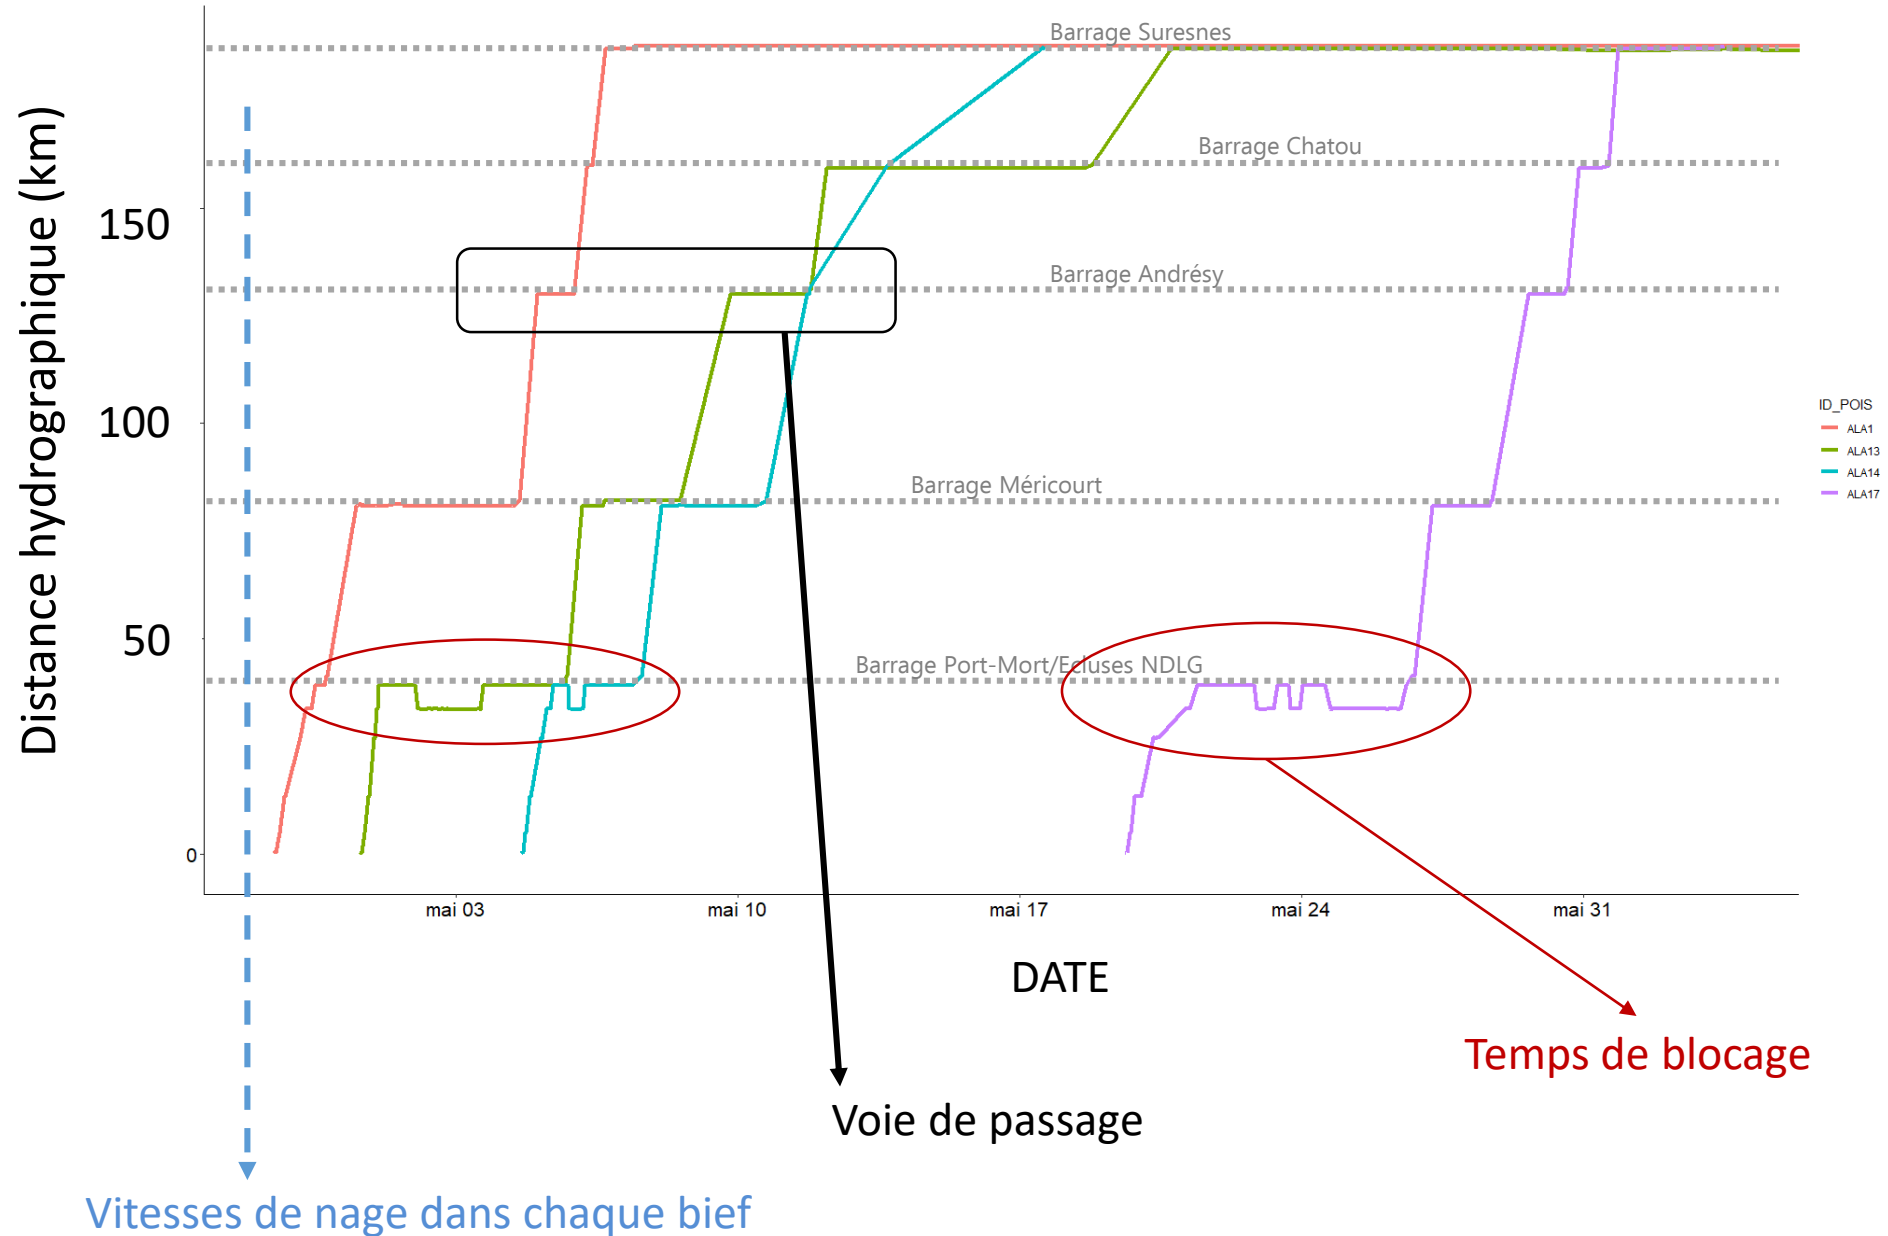 Barrage Suresnes
Barrage Chatou
Barrage Andrésy
Barrage Méricourt
Barrage Port-Mort/Ecluses NDLG
Distance hydrographique (km)
150
100
50
0
mai 03
mai 10
mai 17
mai 24
mai 31
DATE
ID_POIS
ALA1
ALA13
ALA14
ALA17
Temps de blocage
Voie de passage
Vitesses de nage dans chaque bief